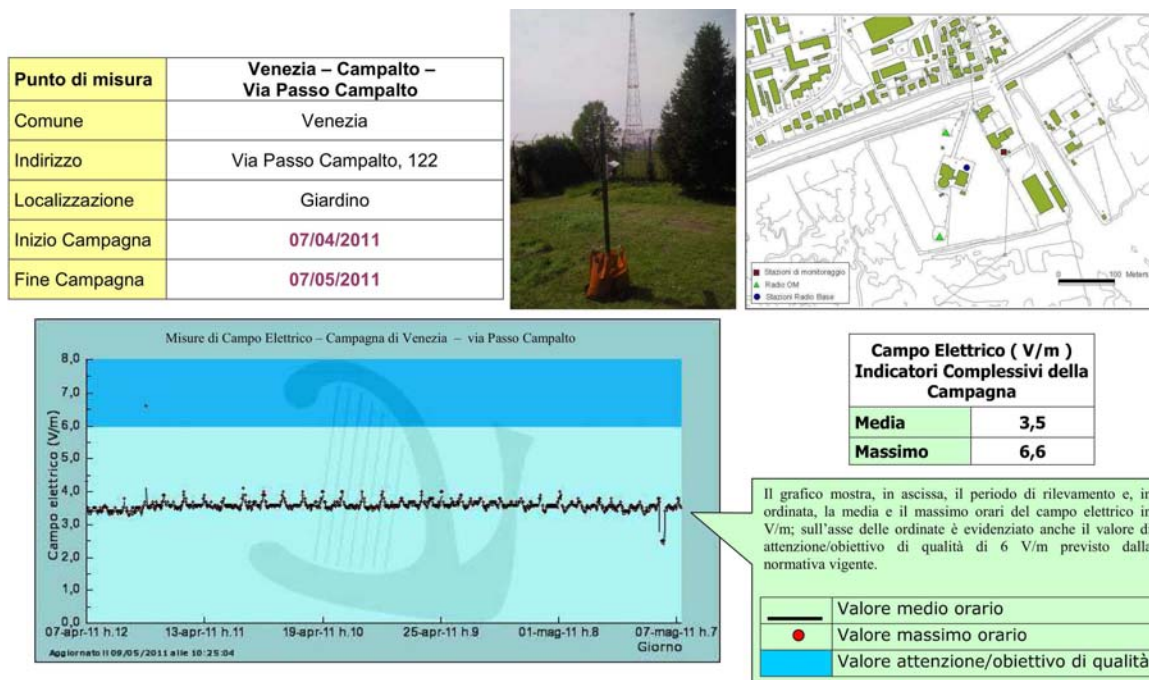 Punto di misura
Venezia – Campalto –
Via Passo Campalto
Comune
Venezia
Indirizzo
Via Passo Campalto, 122
Localizzazione
Giardino
Inizio Campagna
07/04/2011
Fine Campagna
07/05/2011
Stazioni di monitoraggio
Radio OM
Stazioni Radio Base
0 100 Meters
Misure di Campo Elettrico – Campagna di Venezia – via Passo Campalto
Campo elettrico (V/m)
8,0
7,0
6,0
5,0
4,0
3,0
2,0
1,0
0,0
07-apr-11 h.12
13-apr-11 h.11
19-apr-11 h.10
25-apr-11 h.9
01-mag-11 h.8
07-mag-11 h.7
Giorno
Aggiornato il 09/05/2011 alle 10:25:04
Campo Elettrico ( V/m )
Indicatori Complessivi della
Campagna
Media
3,5
Massimo
6,6
Il grafico mostra, in ascissa, il periodo di rilevamento e, in
ordinata, la media e il massimo orari del campo elettrico in
V/m; sull'asse delle ordinate è evidenziato anche il valore di
attenzione/obiettivo di qualità di 6 V/m previsto dalla
normativa vigente.
Valore medio orario
Valore massimo orario
Valore attenzione/obiettivo di qualità